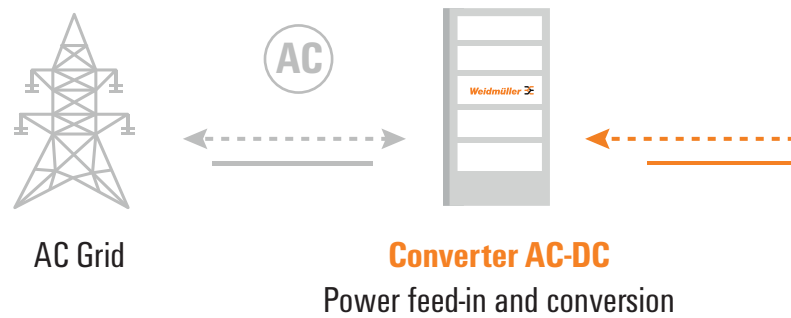 AC
Weidmüller
AC Grid
Converter AC-DC
Power feed-in and conversion